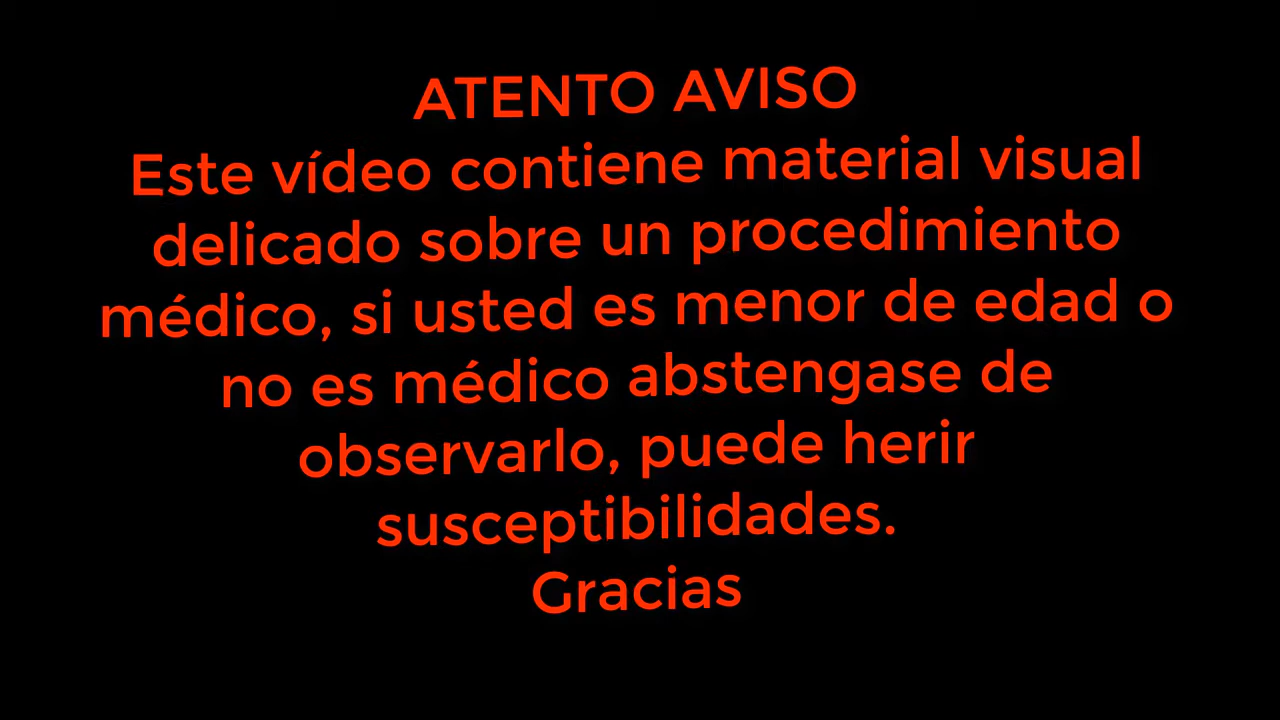 ATENTO AVISO
Este vídeo contiene material visual
delicado sobre un procedimiento
médico, si usted es menor de edad o
no es médico abstengase de
observarlo, puede herir
susceptibilidades.
Gracias